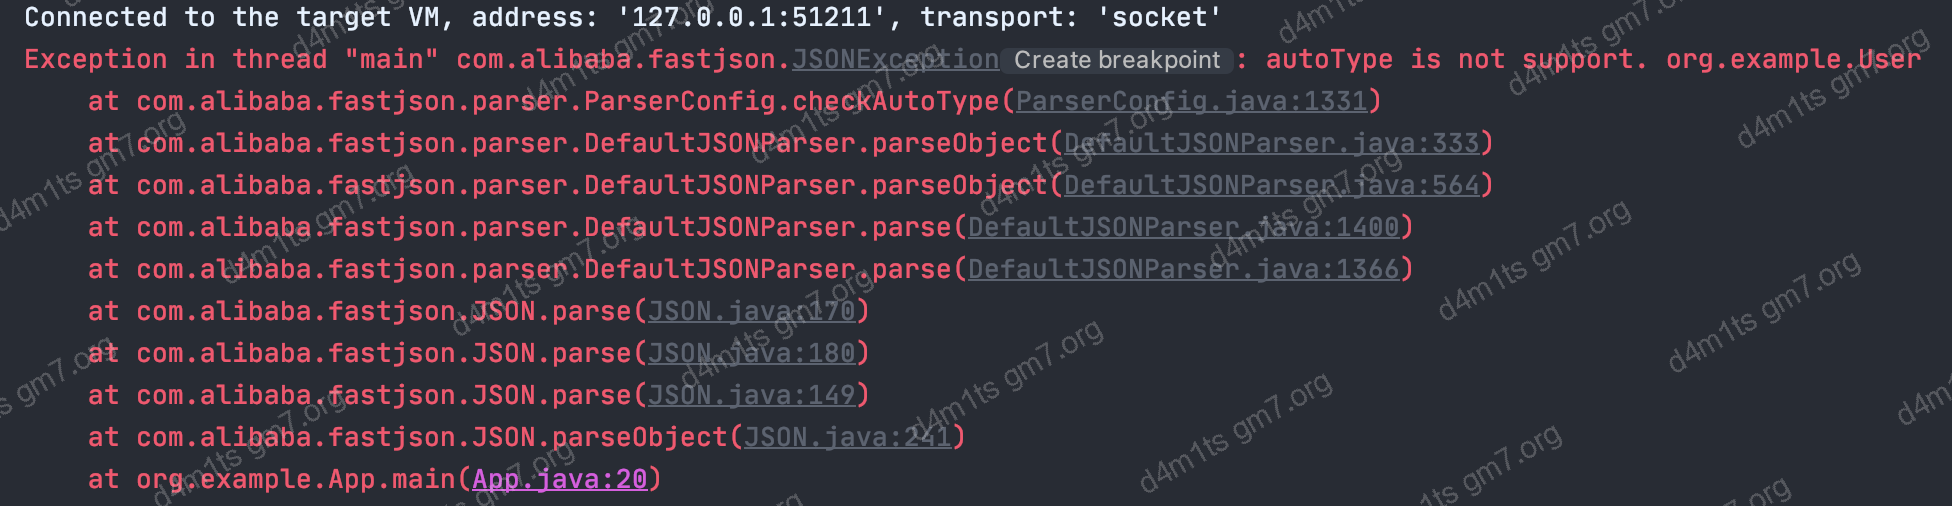 Connected to the target VM, address: '127.0.0.1:51211', transport: 'socket'
Exception in thread "main" com.alibaba.fastjson.JSONException Create breakpoint : autoType is not support. org.example.User
at com.alibaba.fastjson.parser.ParserConfig.checkAutoType(ParserConfig.java:1331)
at com.alibaba.fastjson.parser.DefaultJSONParser.parseObject(DefaultJSONParser.java:333)
at com.alibaba.fastjson.parser.DefaultJSONParser.parseObject(DefaultJSONParser.java:564)
at com.alibaba.fastjson.parser.DefaultJSONParser.parse(DefaultJSONParser.java:1400)
at com.alibaba.fastjson.parser.DefaultJSONParser.parse(DefaultJSONParser.java:1366)
at com.alibaba.fastjson.JSON.parse(JSON.java:170)
at com.alibaba.fastjson.JSON.parse(JSON.java:180)
at com.alibaba.fastjson.JSON.parse(JSON.java:149)
at com.alibaba.fastjson.JSON.parseObject(JSON.java:241)
at org.example.App.main(App.java:20)
d4m1ts gm7.org